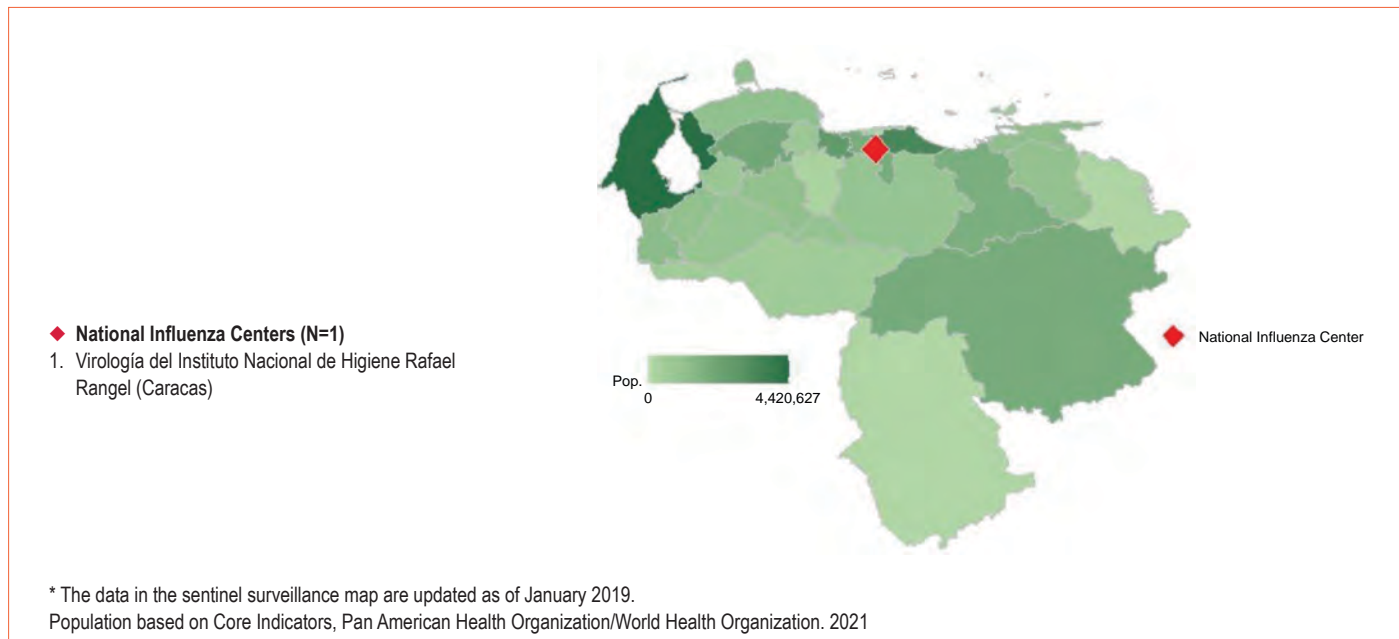 ◆ National Influenza Centers (N=1)
1. Virología del Instituto Nacional de Higiene Rafael
Rangel (Caracas)
Pop.
0
4,420,627
National Influenza Center
* The data in the sentinel surveillance map are updated as of January 2019.
Population based on Core Indicators, Pan American Health Organization/World Health Organization. 2021